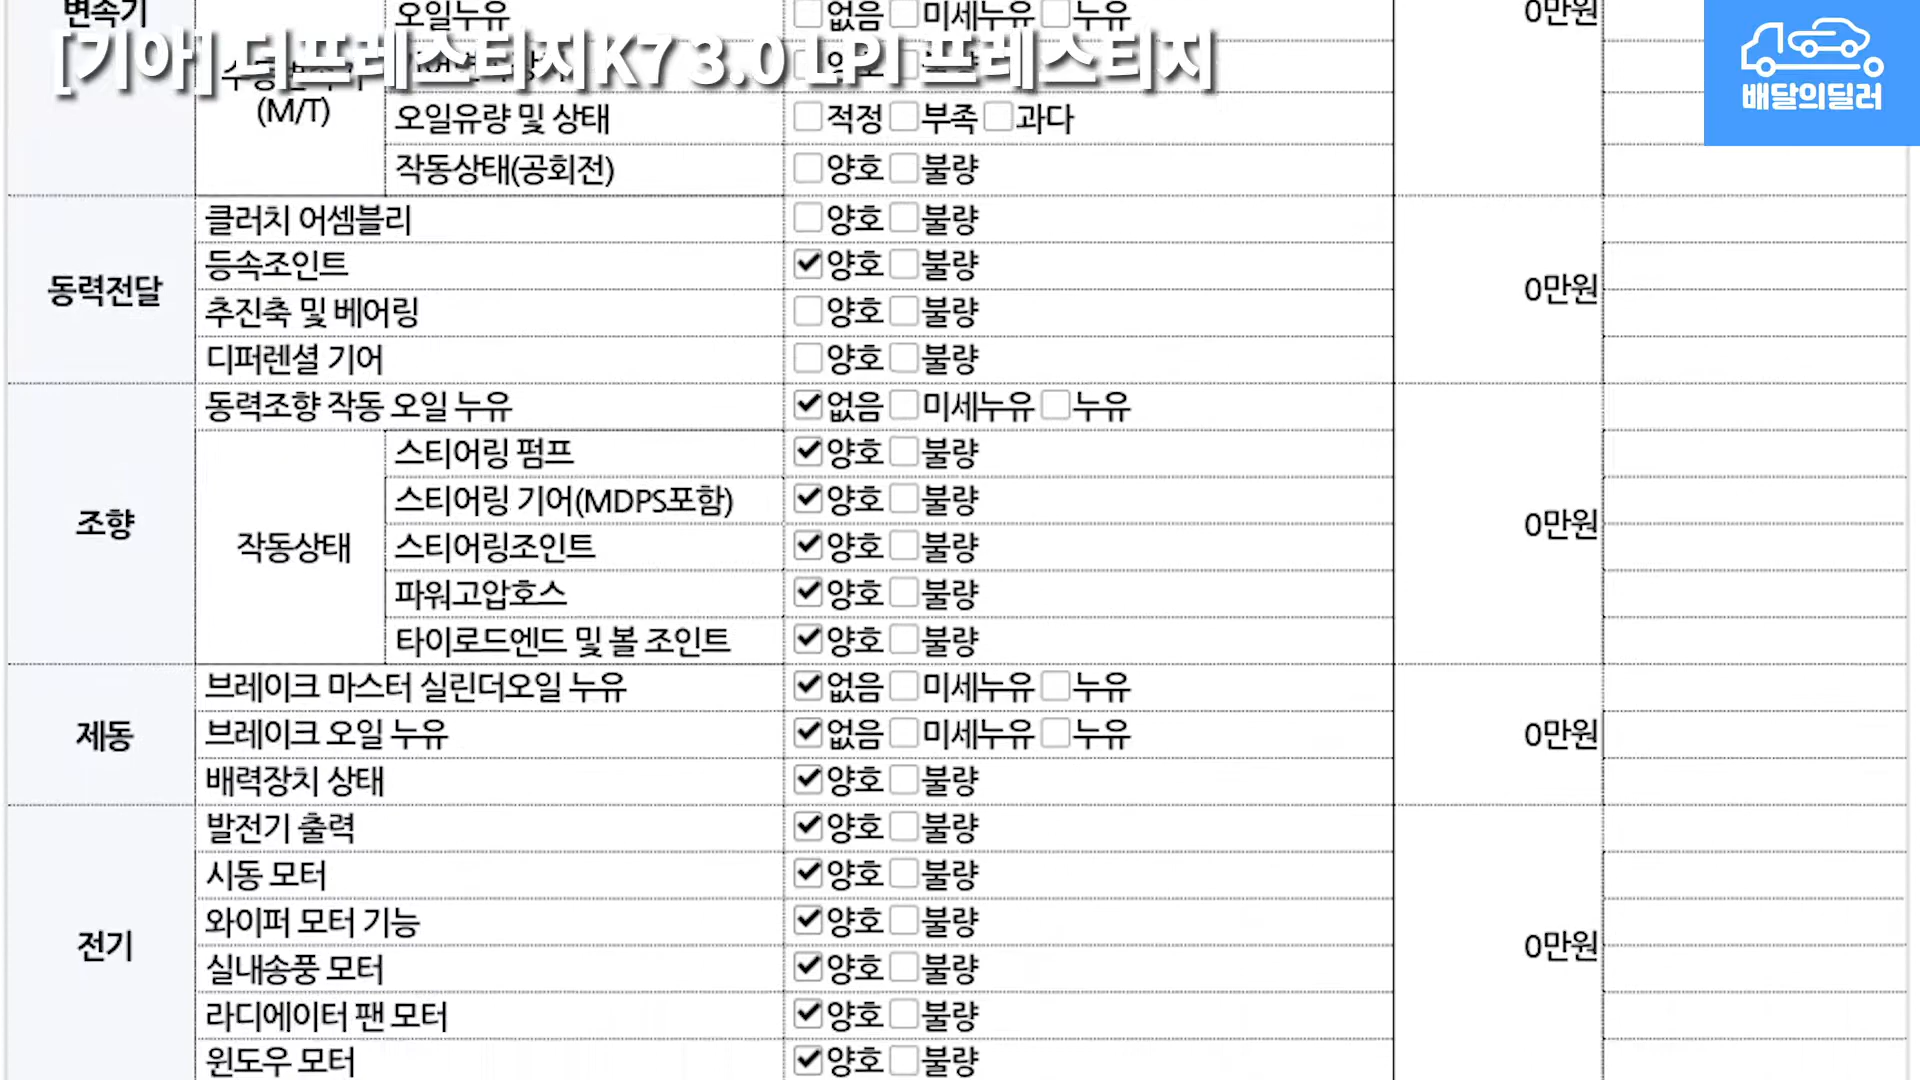 변속기 오일누유 없음 미세누유 누유 0만원
[기아] 더프레스티지K7 3.0 LPI 프레스티지
배달의딜러
(M/T)
오일유량 및 상태 적정 부족 과다
작동상태(공회전) 양호 불량
동력전달 0만원
클러치 어셈블리 양호 불량
등속조인트 양호 불량
추진축 및 베어링 양호 불량
디퍼렌셜 기어 양호 불량
조향 0만원
동력조향 작동 오일 누유 없음 미세누유 누유
작동상태
스티어링 펌프 양호 불량
스티어링 기어(MDPS포함) 양호 불량
스티어링조인트 양호 불량
파워고압호스 양호 불량
타이로드엔드 및 볼 조인트 양호 불량
제동 0만원
브레이크 마스터 실린더오일 누유 없음 미세누유 누유
브레이크 오일 누유 없음 미세누유 누유
배력장치 상태 양호 불량
전기 0만원
발전기 출력 양호 불량
시동 모터 양호 불량
와이퍼 모터 기능 양호 불량
실내송풍 모터 양호 불량
라디에이터 팬 모터 양호 불량
윈도우 모터 양호 불량